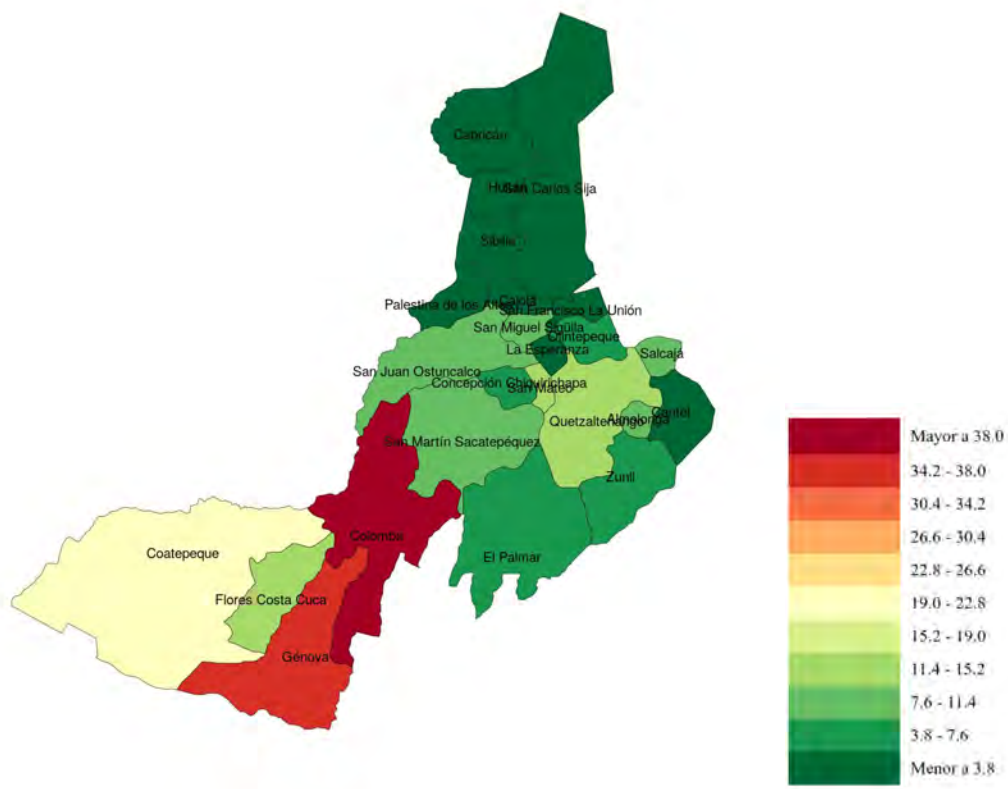 Cabricán
San Carlos Sija
Sibilia
Palestina de los Altos
Cajolá
San Francisco La Unión
San Miguel Sigüila
Olintepeque
La Esperanza
Salcajá
San Juan Ostuncalco
Concepción Chiquirichapa
San Mateo
Quetzaltenango
Almolonga
Cantel
San Martín Sacatepéquez
Zunil
Colomba
Coatepeque
El Palmar
Flores Costa Cuca
Génova
Mayor a 38.0
34.2 - 38.0
30.4 - 34.2
26.6 - 30.4
22.8 - 26.6
19.0 - 22.8
15.2 - 19.0
11.4 - 15.2
7.6 - 11.4
3.8 - 7.6
Menor a 3.8